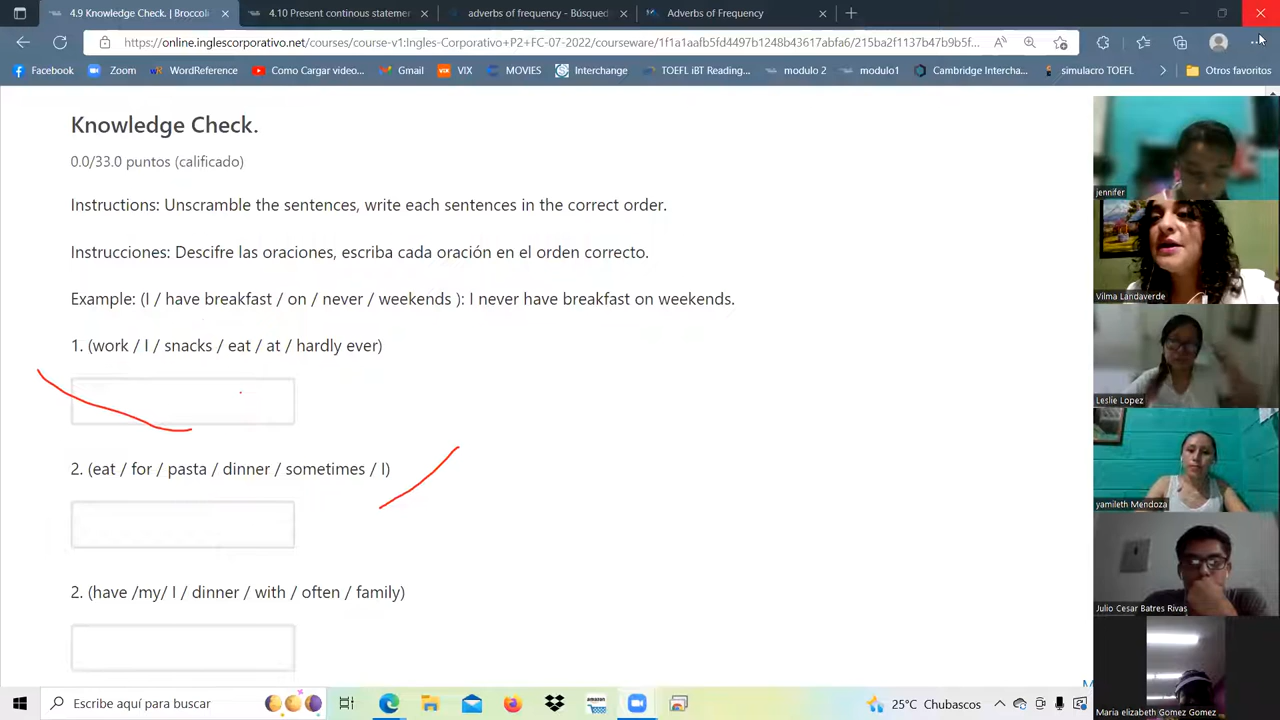 4.9 Knowledge Check. | Broccoli
4.10 Present continous statemer
adverbs of frequency - Búsqued
Adverbs of Frequency
https://online.inglescorporativo.net/courses/course-v1:Ingles-Corporativo+P2+FC-07-2022/courseware/1f1a1aafb5fd4497b1248b43617abfa6/215ba2f1137b47b9b5f...
Facebook
Zoom
WordReference
Como Cargar video...
Gmail
VIX
MOVIES
Interchange
TOEFL iBT Reading...
modulo 2
modulo1
Cambridge Intercha...
simulacro TOEFL
Otros favoritos
Knowledge Check.
0.0/33.0 puntos (calificado)
Instructions: Unscramble the sentences, write each sentences in the correct order.
Instrucciones: Descifre las oraciones, escriba cada oración en el orden correcto.
Example: (I / have breakfast / on / never / weekends ): I never have breakfast on weekends.
1. (work / I / snacks / eat / at / hardly ever)
2. (eat / for / pasta / dinner / sometimes / I)
2. (have /my/ I / dinner / with / often / family)
jennifer
Vilma Landaverde
Leslie Lopez
yamileth Mendoza
Julio Cesar Batres Rivas
Maria elizabeth Gomez Gomez
Escribe aquí para buscar
25°C Chubascos